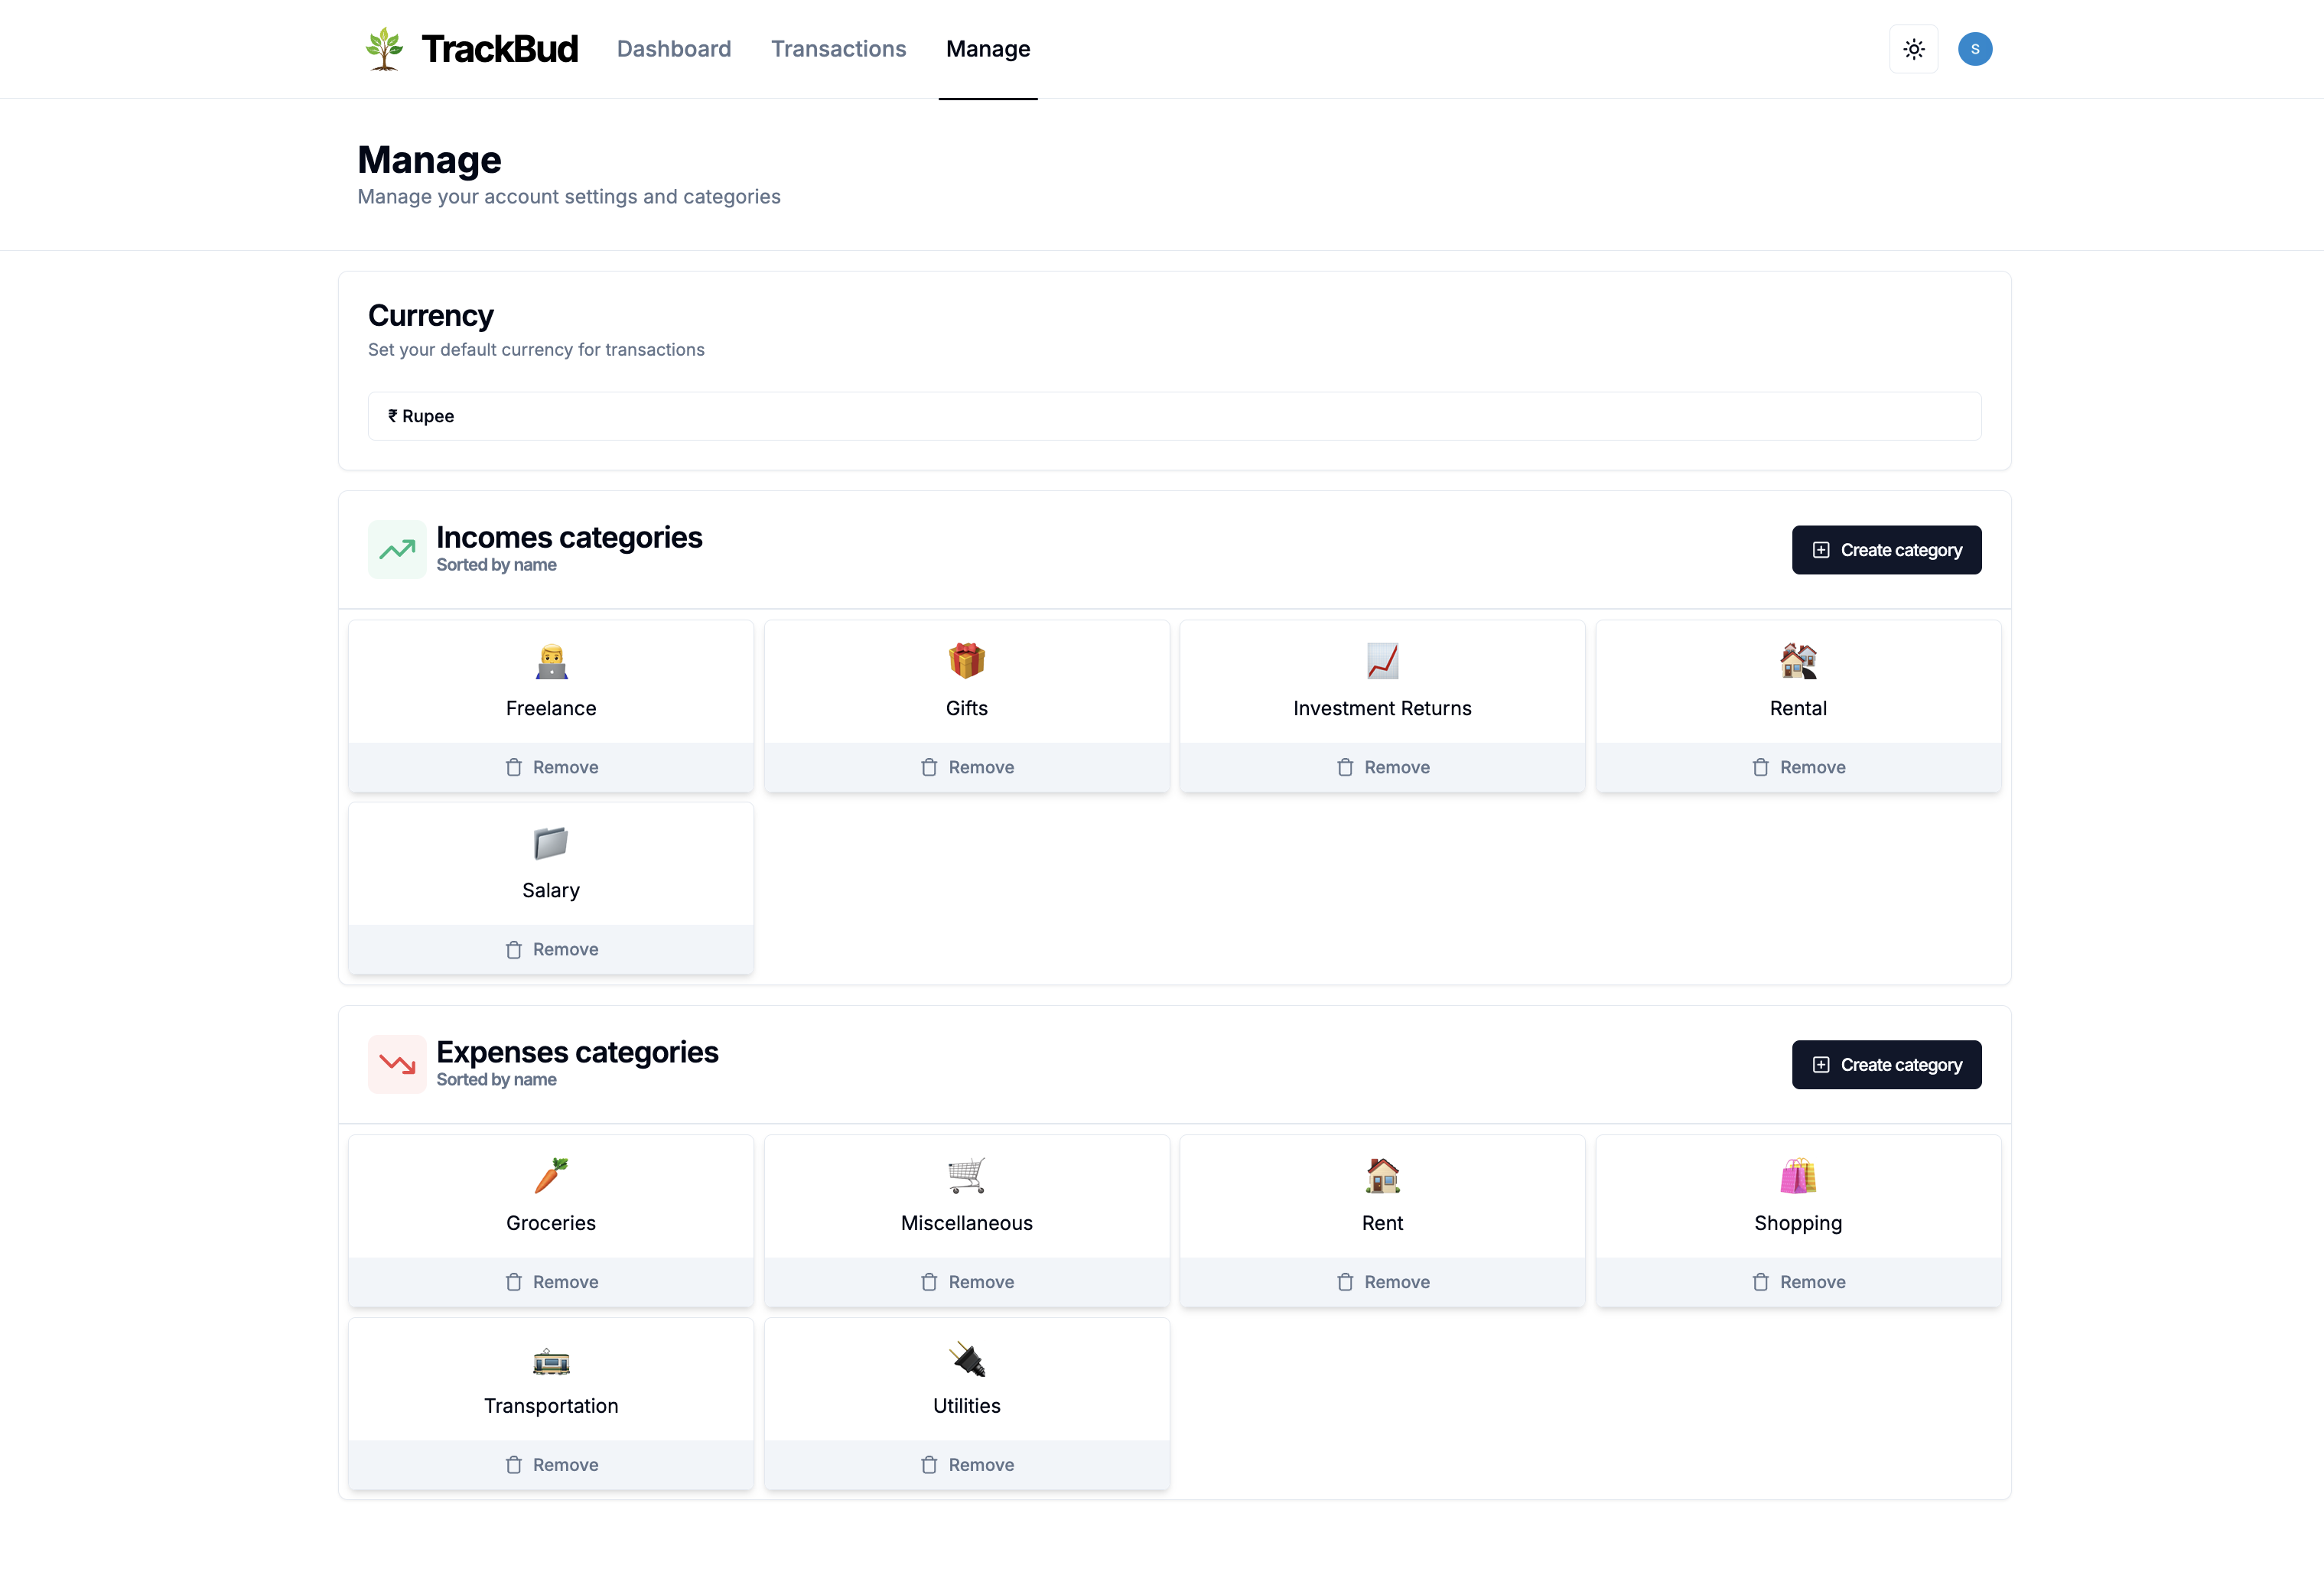 TrackBud Dashboard Transactions Manage S
Manage
Manage your account settings and categories
Currency
Set your default currency for transactions
₹ Rupee
Incomes categories
Sorted by name
Create category
Freelance Gifts Investment Returns Rental
Remove Remove Remove Remove
Salary
Remove
Expenses categories
Sorted by name
Create category
Groceries Miscellaneous Rent Shopping
Remove Remove Remove Remove
Transportation Utilities
Remove Remove